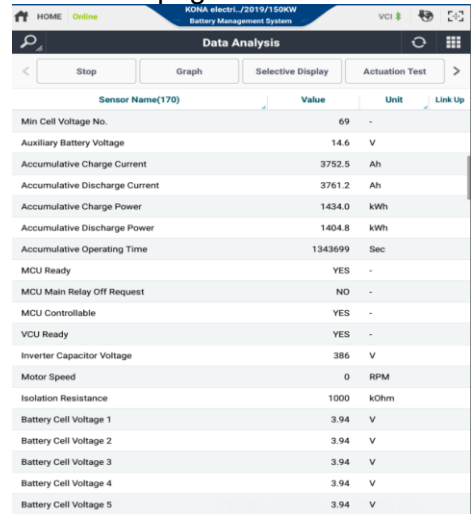 HOME Online KONA electri../2019/150KW VCI
Battery Management System
Data Analysis
Stop Graph Selective Display Actuation Test
Sensor Name(170) Value Unit Link Up
Min Cell Voltage No. 69 -
Auxiliary Battery Voltage 14.6 V
Accumulative Charge Current 3752.5 Ah
Accumulative Discharge Current 3761.2 Ah
Accumulative Charge Power 1434.0 kWh
Accumulative Discharge Power 1404.8 kWh
Accumulative Operating Time 1343699 Sec
MCU Ready YES -
MCU Main Relay Off Request NO -
MCU Controllable YES -
VCU Ready YES -
Inverter Capacitor Voltage 386 V
Motor Speed 0 RPM
Isolation Resistance 1000 kOhm
Battery Cell Voltage 1 3.94 V
Battery Cell Voltage 2 3.94 V
Battery Cell Voltage 3 3.94 V
Battery Cell Voltage 4 3.94 V
Battery Cell Voltage 5 3.94 V